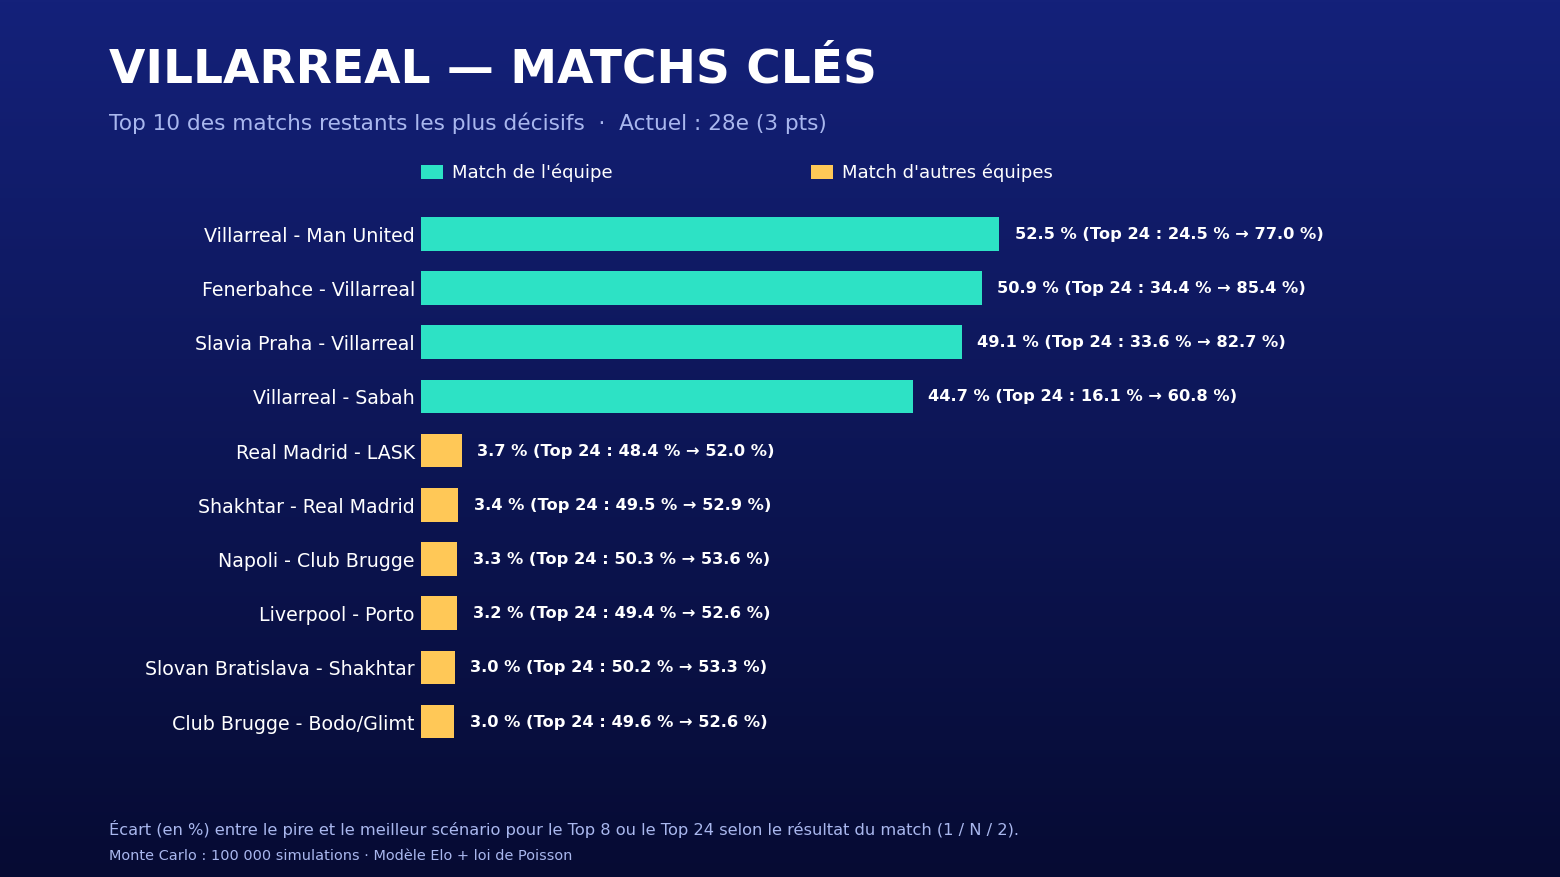 VILLARREAL — MATCHS CLÉS
Top 10 des matchs restants les plus décisifs · Actuel : 28e (3 pts)
Match de l'équipe
Match d'autres équipes
Villarreal - Man United 52.5 % (Top 24 : 24.5 % → 77.0 %)
Fenerbahce - Villarreal 50.9 % (Top 24 : 34.4 % → 85.4 %)
Slavia Praha - Villarreal 49.1 % (Top 24 : 33.6 % → 82.7 %)
Villarreal - Sabah 44.7 % (Top 24 : 16.1 % → 60.8 %)
Real Madrid - LASK 3.7 % (Top 24 : 48.4 % → 52.0 %)
Shakhtar - Real Madrid 3.4 % (Top 24 : 49.5 % → 52.9 %)
Napoli - Club Brugge 3.3 % (Top 24 : 50.3 % → 53.6 %)
Liverpool - Porto 3.2 % (Top 24 : 49.4 % → 52.6 %)
Slovan Bratislava - Shakhtar 3.0 % (Top 24 : 50.2 % → 53.3 %)
Club Brugge - Bodo/Glimt 3.0 % (Top 24 : 49.6 % → 52.6 %)
Écart (en %) entre le pire et le meilleur scénario pour le Top 8 ou le Top 24 selon le résultat du match (1 / N / 2).
Monte Carlo : 100 000 simulations · Modèle Elo + loi de Poisson